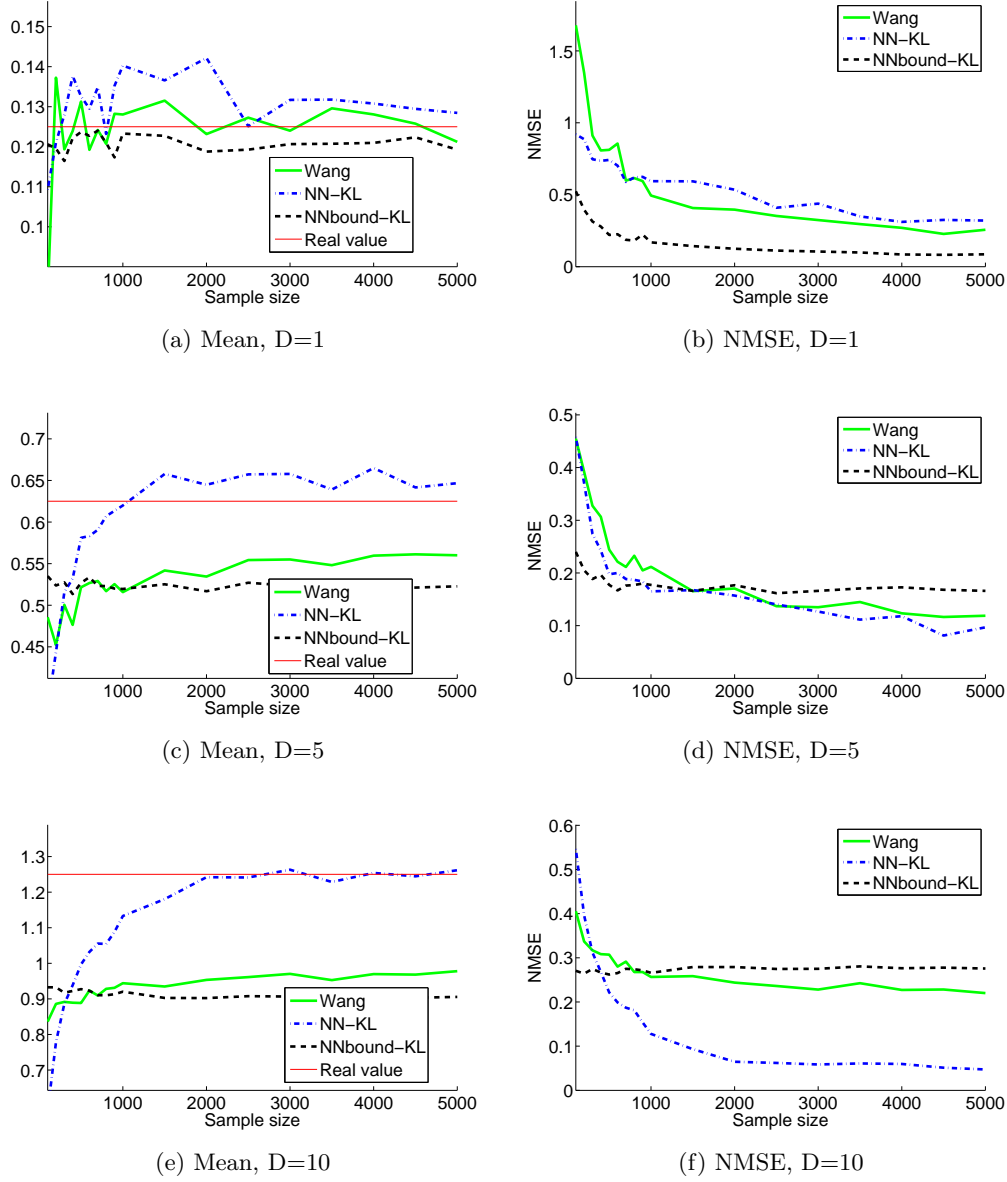 0.15
0.14
0.13
0.12
0.11
0.1
1000 2000 3000 4000 5000
Sample size
Wang
NN−KL
NNbound−KL
Real value
(a) Mean, D=1
NMSE
1.5
1
0.5
0
1000 2000 3000 4000 5000
Sample size
Wang
NN−KL
NNbound−KL
(b) NMSE, D=1
0.7
0.65
0.6
0.55
0.5
0.45
1000 2000 3000 4000 5000
Sample size
Wang
NN−KL
NNbound−KL
Real value
(c) Mean, D=5
NMSE
0.5
0.4
0.3
0.2
0.1
0
1000 2000 3000 4000 5000
Sample size
Wang
NN−KL
NNbound−KL
(d) NMSE, D=5
1.3
1.2
1.1
1
0.9
0.8
0.7
1000 2000 3000 4000 5000
Sample size
Wang
NN−KL
NNbound−KL
Real value
(e) Mean, D=10
NMSE
0.6
0.5
0.4
0.3
0.2
0.1
0
1000 2000 3000 4000 5000
Sample size
Wang
NN−KL
NNbound−KL
(f) NMSE, D=10